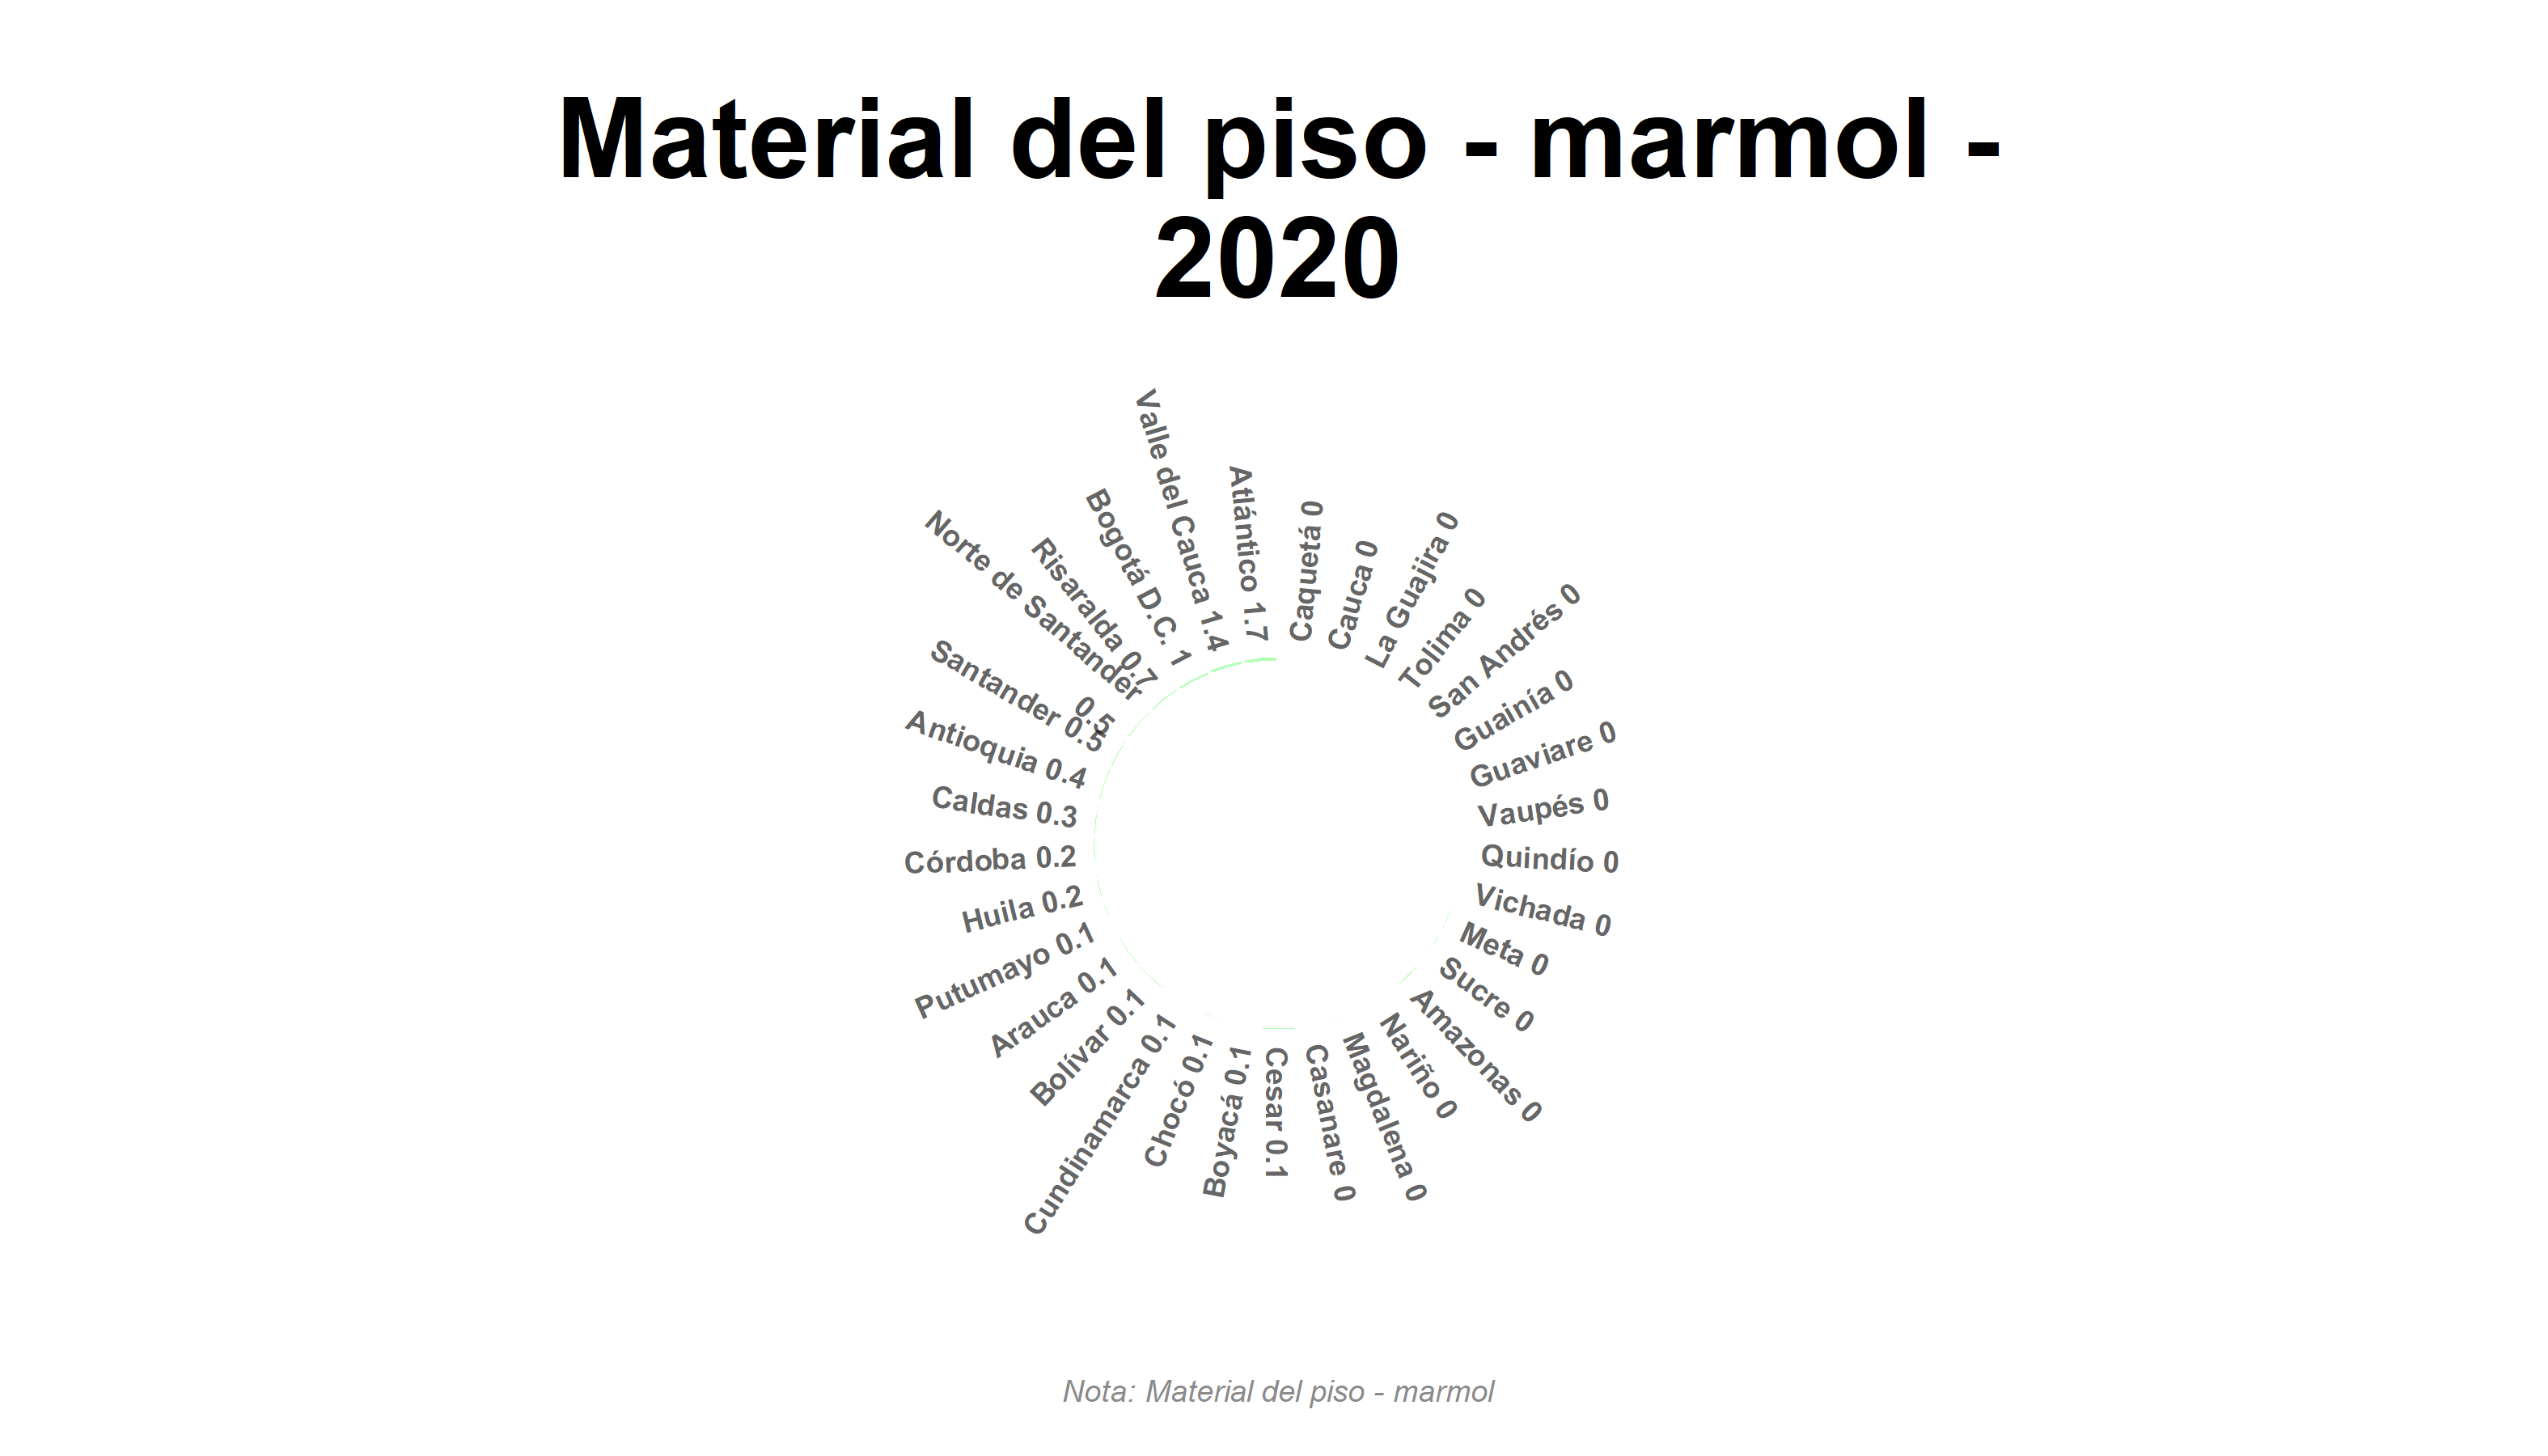 Material del piso - marmol -
2020
Caquetá 0
Cauca 0
La Guajira 0
Tolima 0
San Andrés 0
Guainía 0
Guaviare 0
Vaupés 0
Quindío 0
Vichada 0
Meta 0
Sucre 0
Amazonas 0
Nariño 0
Magdalena 0
Casanare 0
Cesar 0.1
Boyacá 0.1
Chocó 0.1
Cundinamarca 0.1
Bolívar 0.1
Arauca 0.1
Putumayo 0.1
Huila 0.2
Córdoba 0.2
Caldas 0.3
Antioquia 0.4
Santander 0.5
Norte de Santander
0.5
Risaralda 0.7
Bogotá D.C. 1
Valle del Cauca 1.4
Atlántico 1.7
Nota: Material del piso - marmol